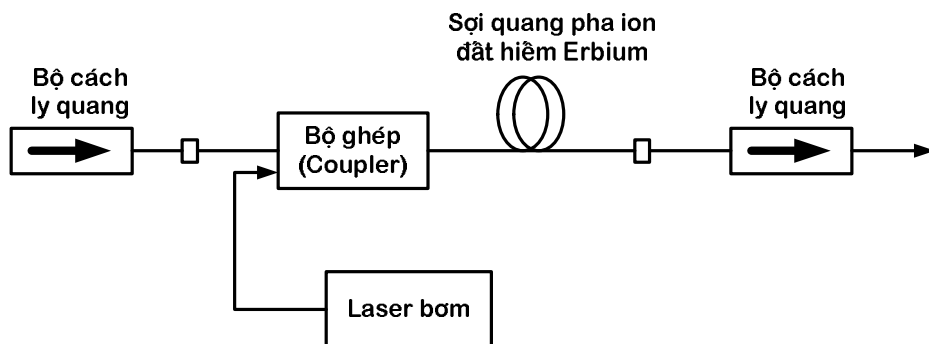 Sợi quang pha ion
đất hiếm Erbium
Bộ cách
ly quang
Bộ cách
ly quang
Bộ ghép
(Coupler)
Laser bơm